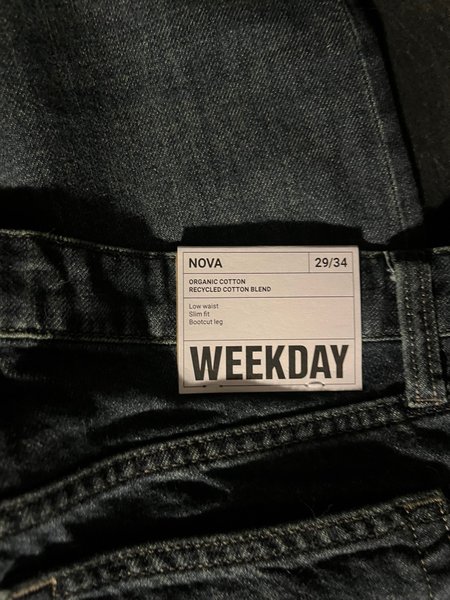 NOVA 29/34
ORGANIC COTTON
RECYCLED COTTON BLEND
Low waist
Slim fit
Bootcut leg
WEEKDAY